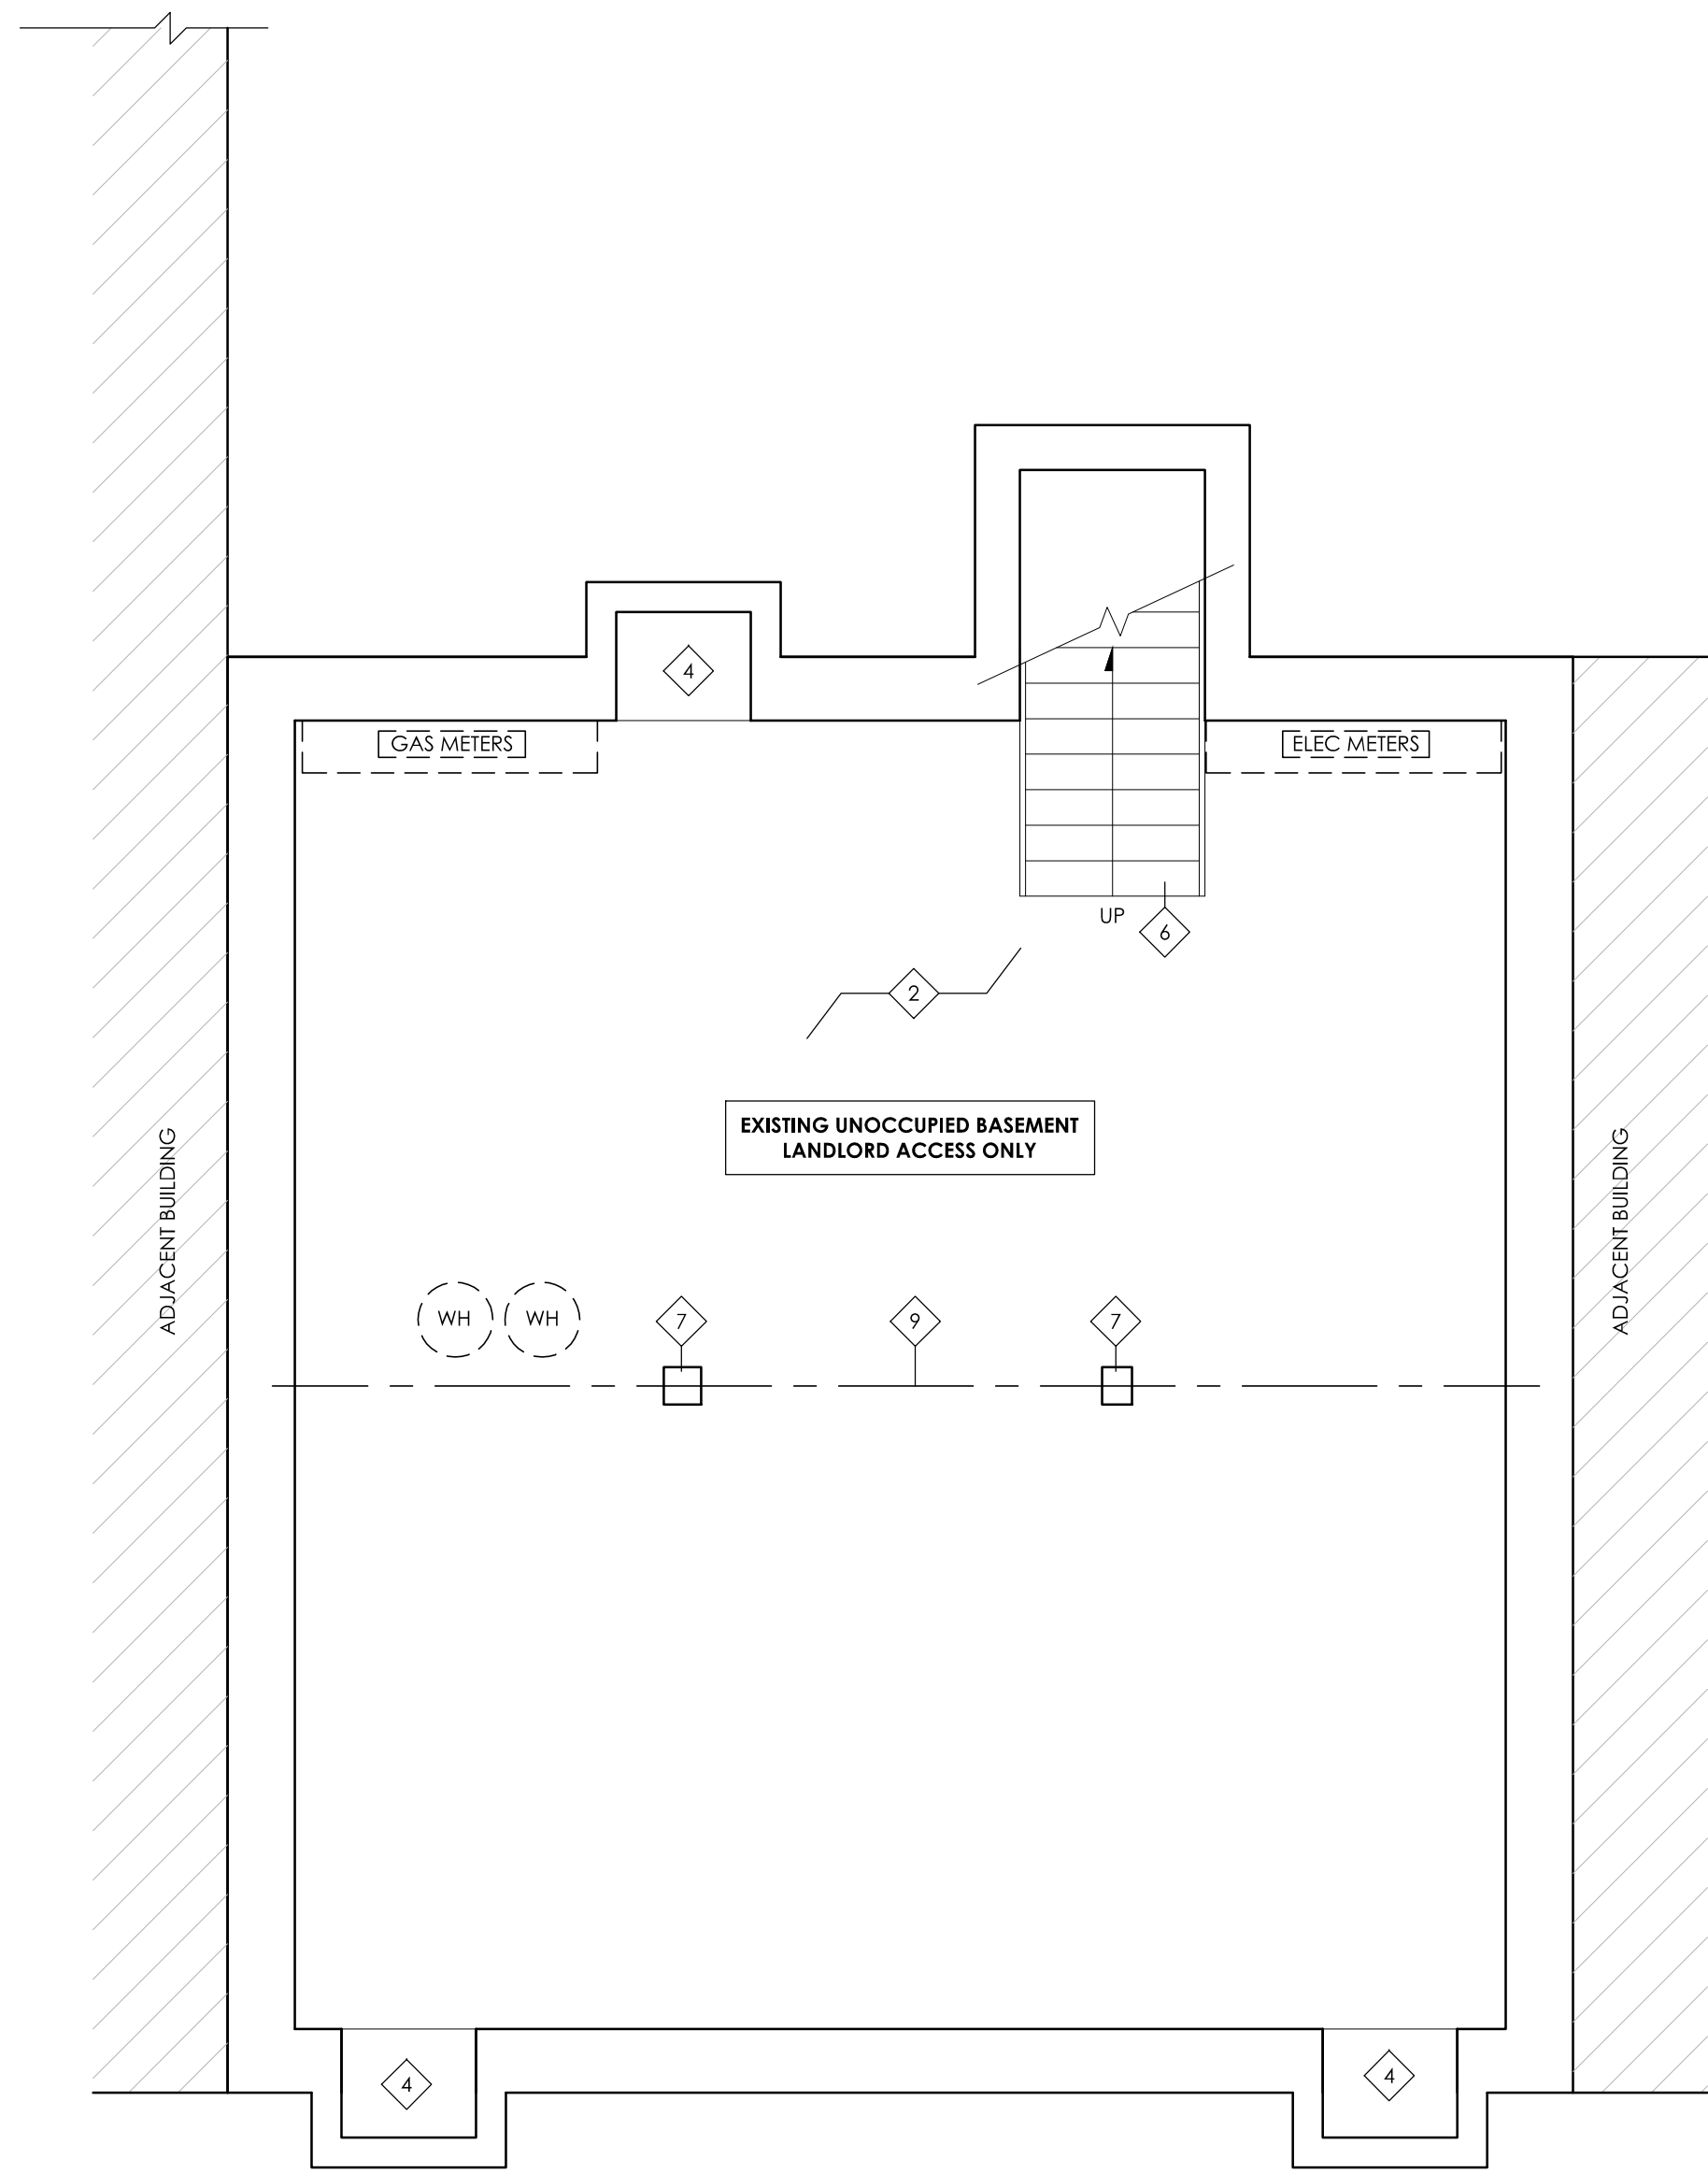 4
GAS METERS
ELEC METERS
UP
6
2
EXISTING UNOCCUPIED BASEMENT
LANDLORD ACCESS ONLY
ADJACENT BUILDING
ADJACENT BUILDING
WH
WH
7
9
7
4
4